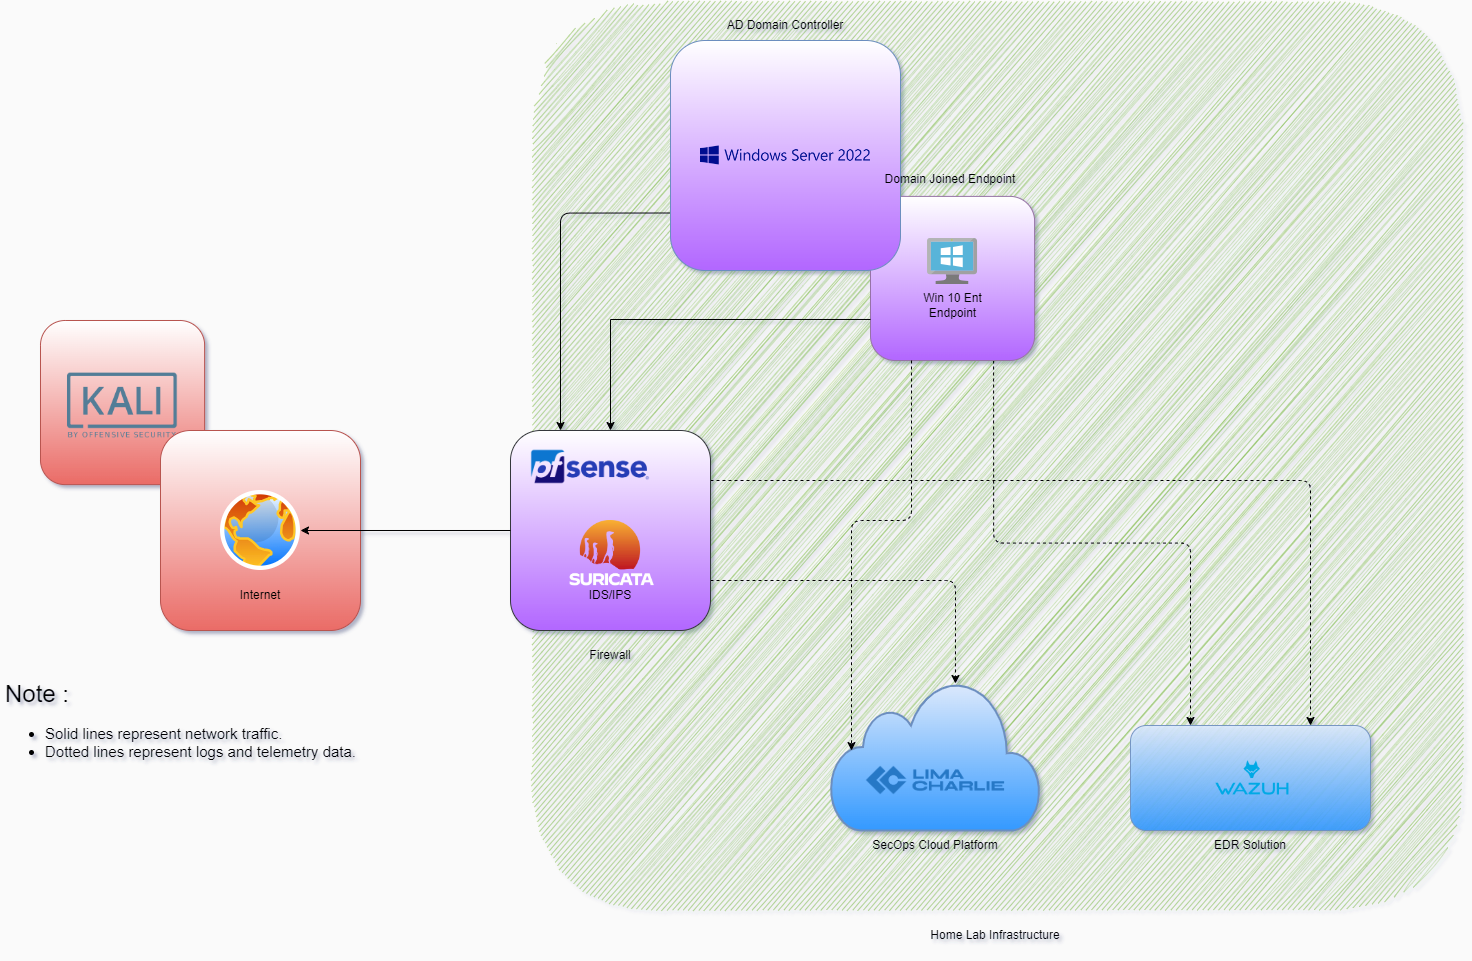 AD Domain Controller
Windows Server 2022
Domain Joined Endpoint
Win 10 Ent
Endpoint
KALI
BY OFFENSIVE SECURITY
pfsense
SURICATA
IDS/IPS
Internet
Firewall
Note :
Solid lines represent network traffic.
Dotted lines represent logs and telemetry data.
LIMA
CHARLIE
WAZUH
SecOps Cloud Platform
EDR Solution
Home Lab Infrastructure